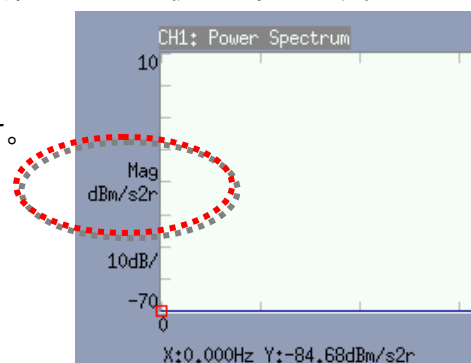 CH1: Power Spectrum
10
。
Mag
dBm/s2r
10dB/
-70
0
X:0.000Hz Y:-84.68dBm/s2r